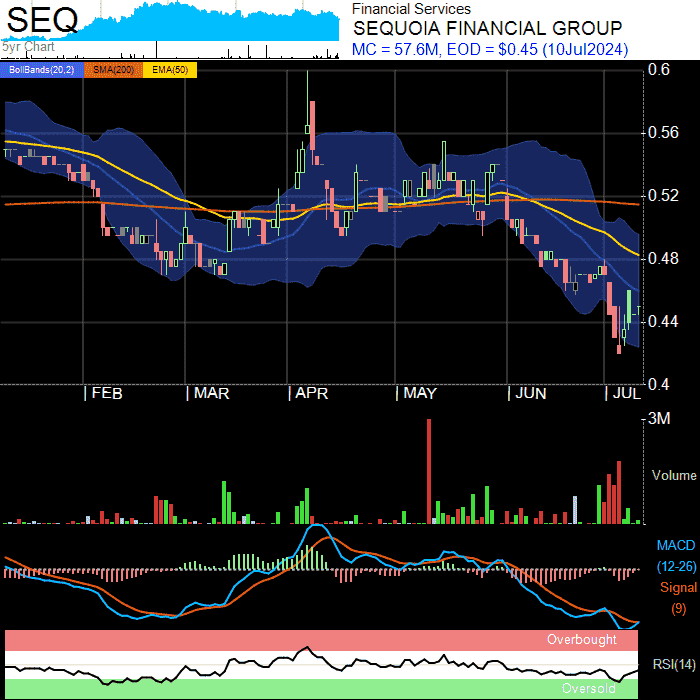 SEQ
5yr Chart
Financial Services
SEQUOIA FINANCIAL GROUP
MC = 57.6M, EOD = $0.45 (10Jul2024)
BollBands(20,2) SMA(200) EMA(50)
0.6
0.56
0.52
0.48
0.44
0.4
FEB MAR APR MAY JUN JUL
3M
Volume
MACD
(12-26)
Signal
(9)
Overbought
RSI(14)
Oversold